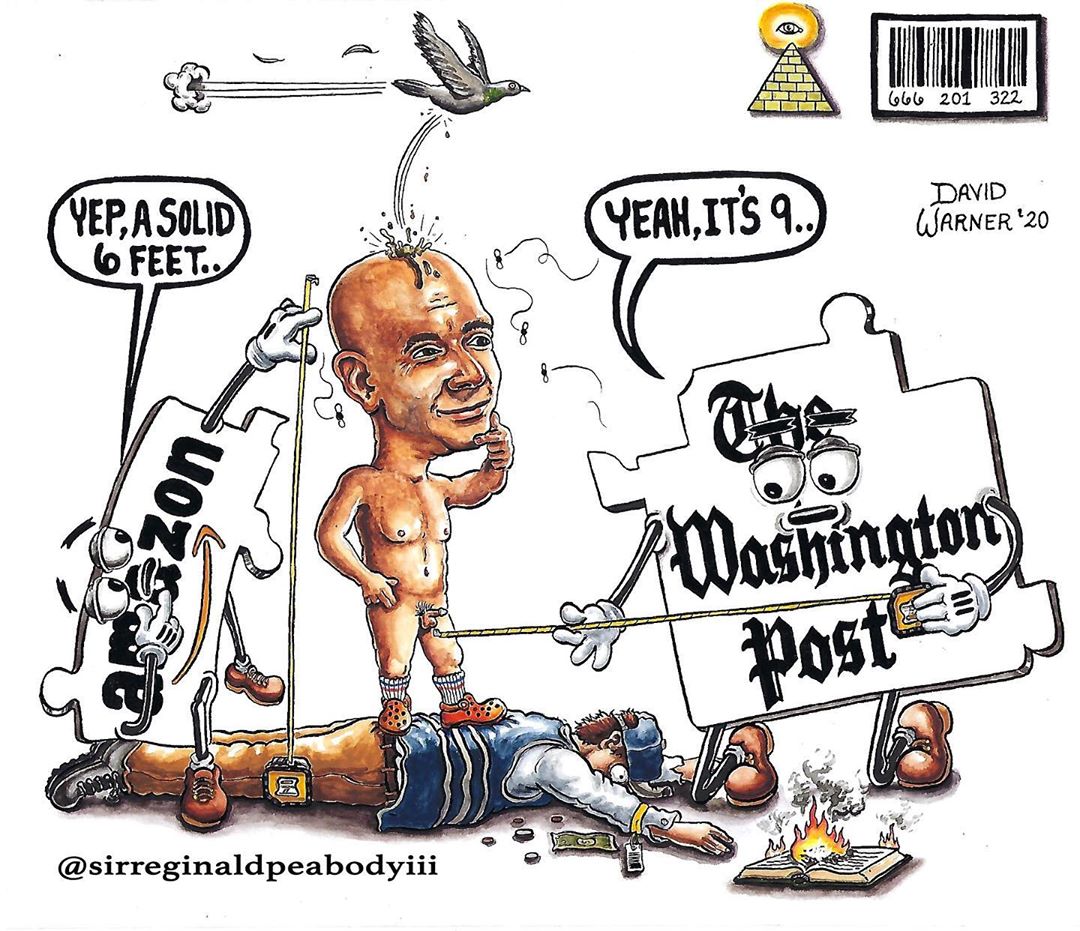 666 201 322
DAVID
WARNER '20
YEP, A SOLID
6 FEET..
YEAH, IT'S 9..
amazon
The
Washington
Post
@sirreginaldpeabodyiii